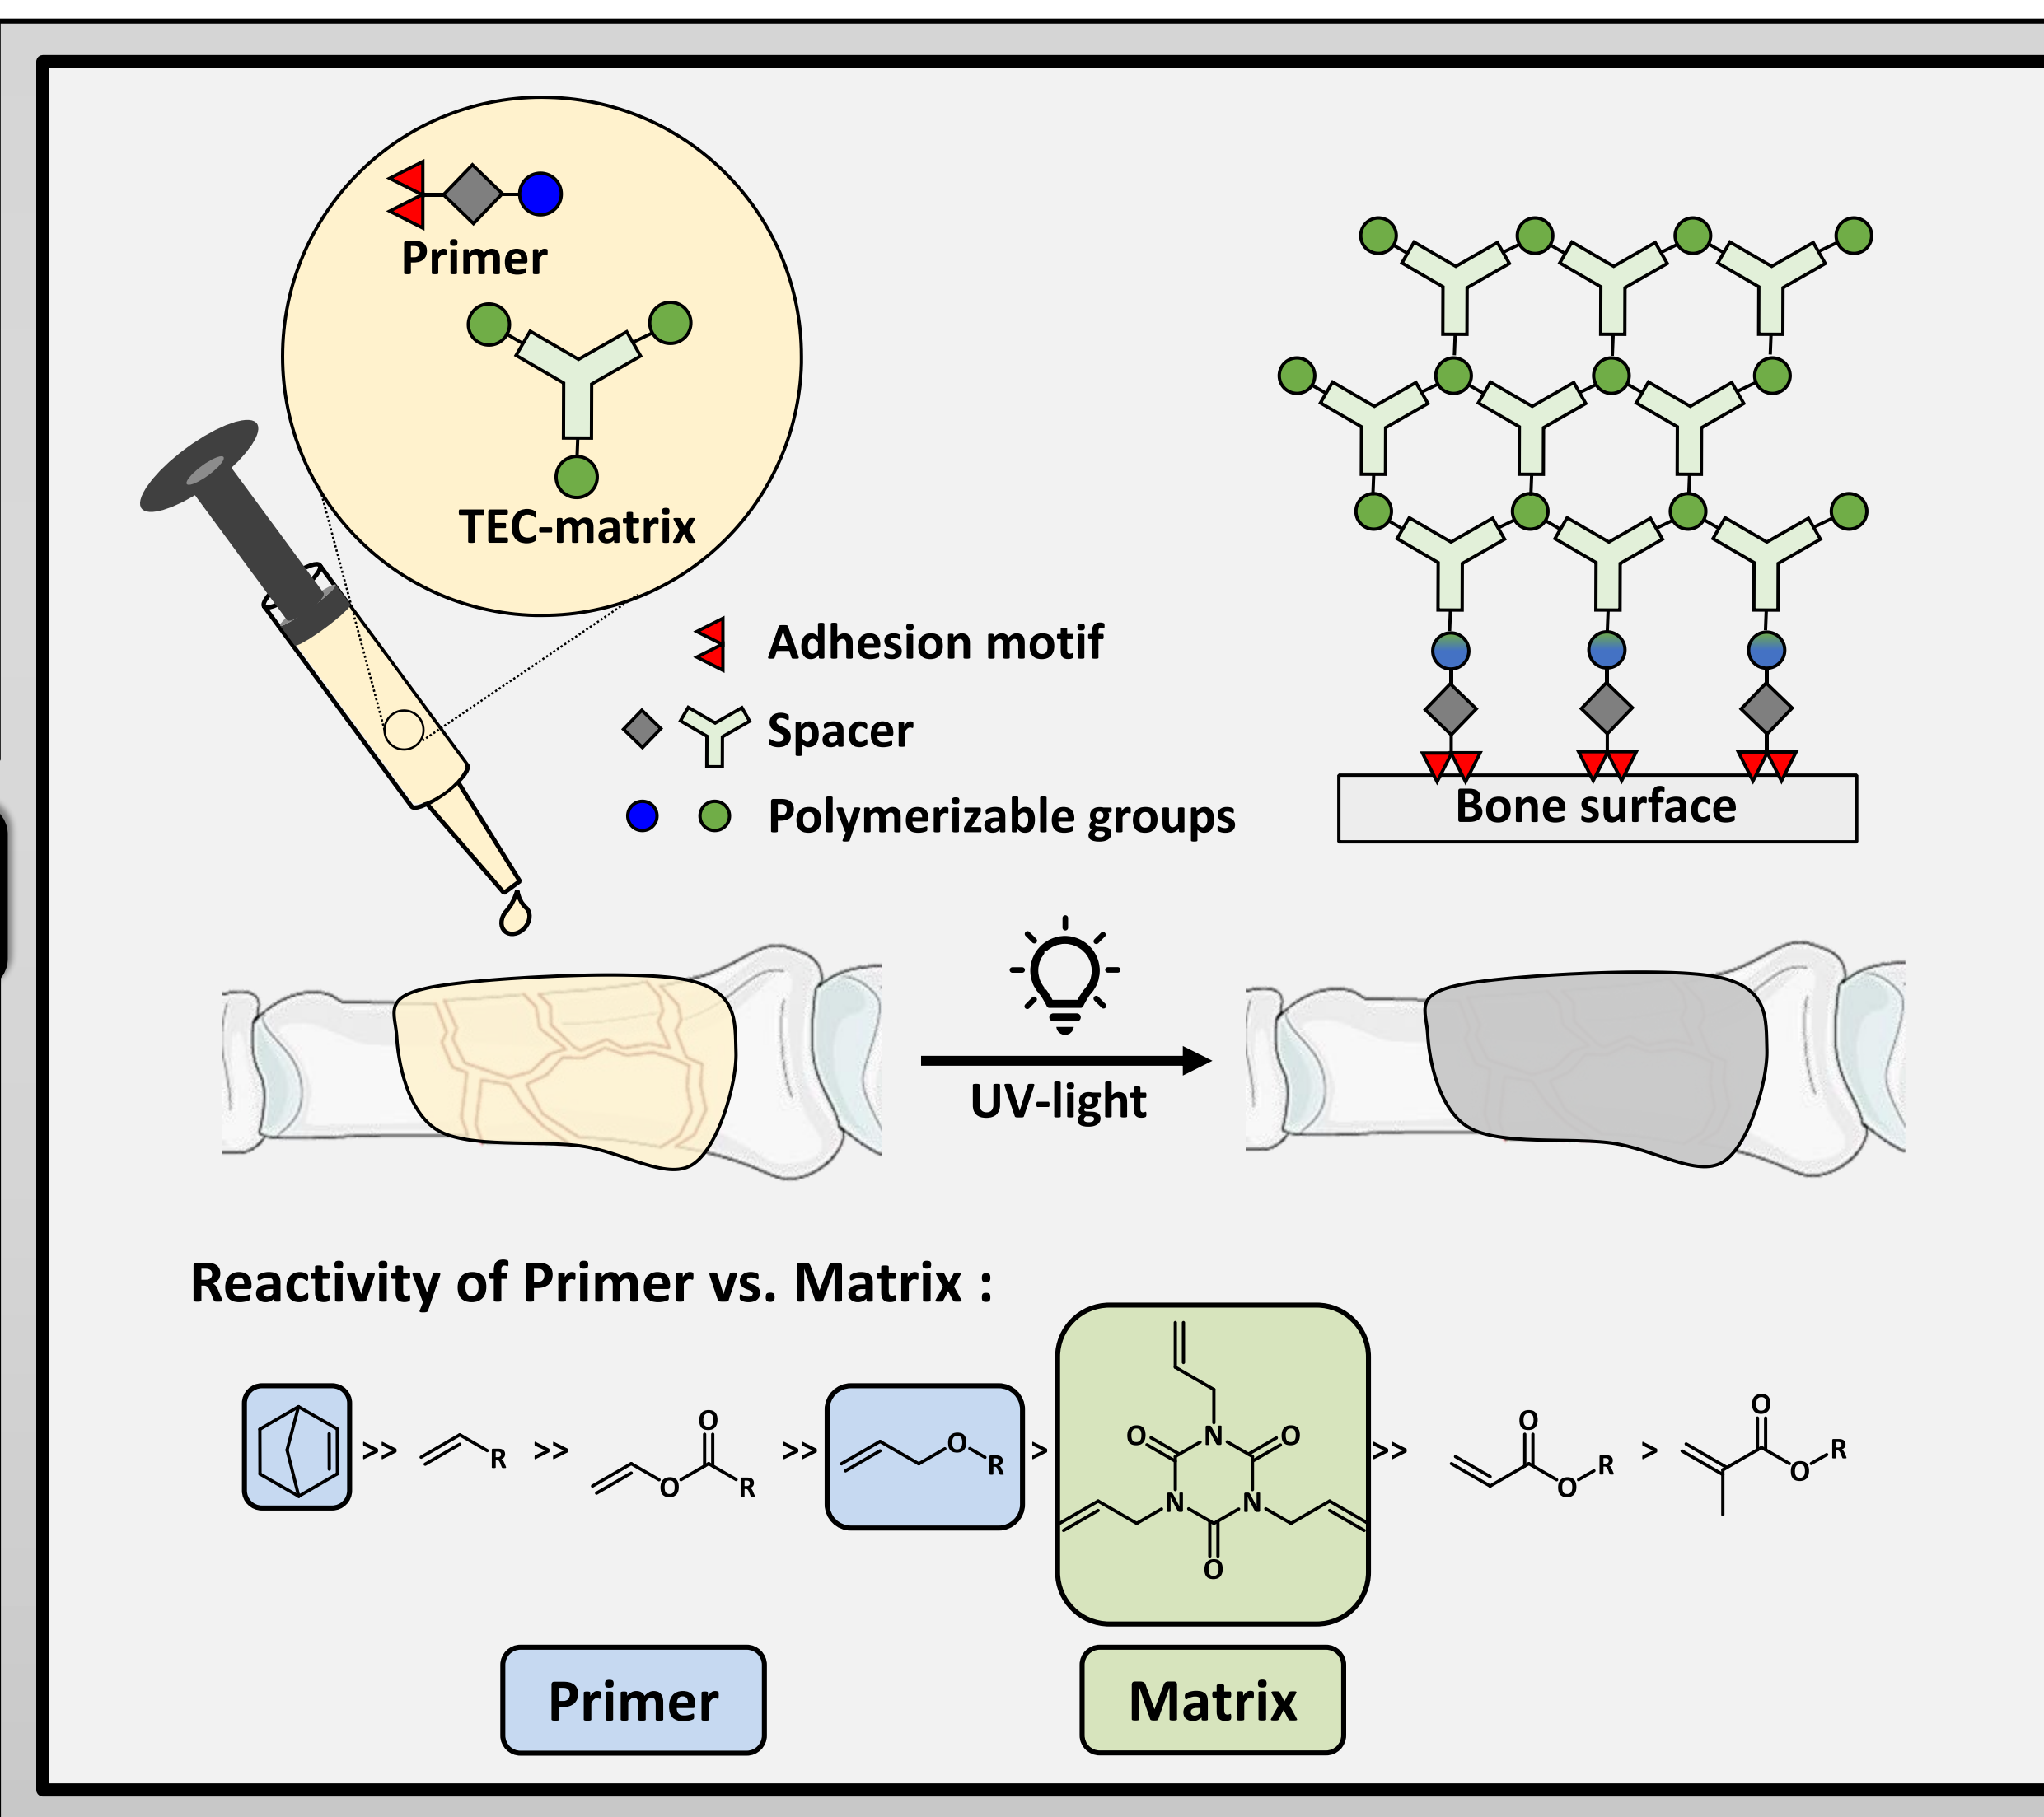 Primer
TEC-matrix
Adhesion motif
Spacer
Polymerizable groups
Bone surface
UV-light
Reactivity of Primer vs. Matrix :
>> R >> O O R >> O R > N N N O O O >> O O R > O O R
Primer
Matrix